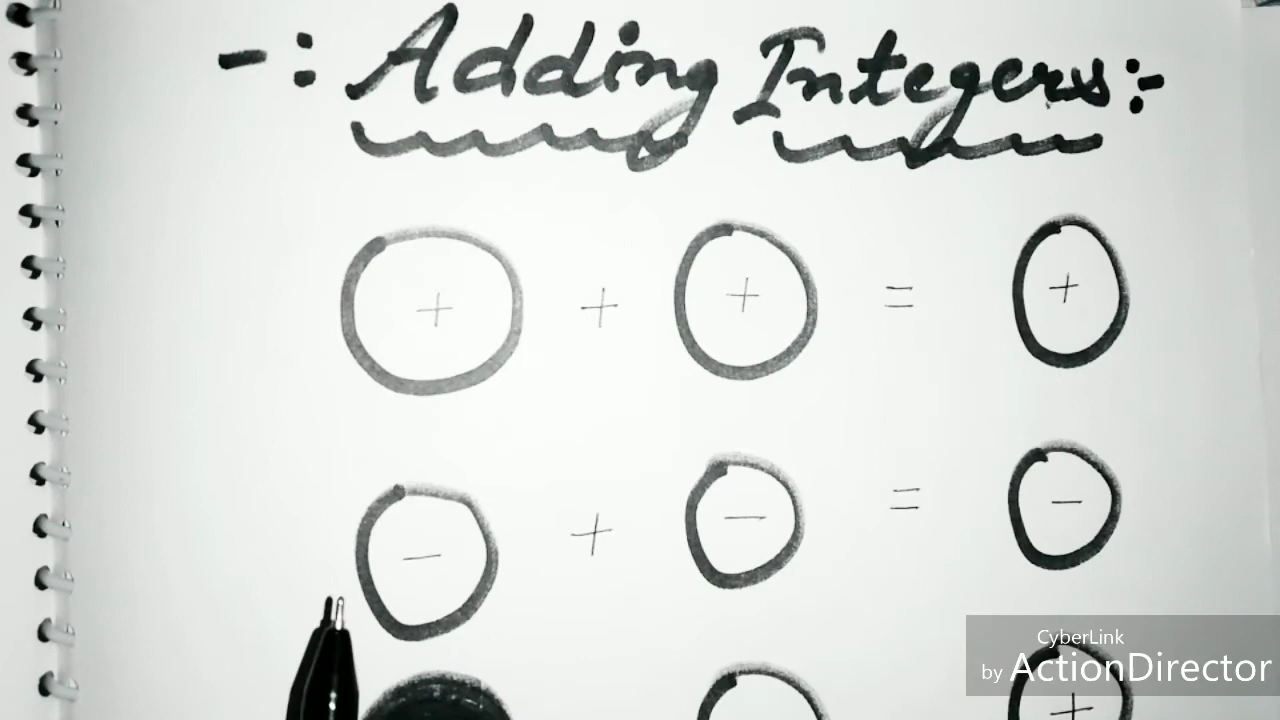 -: Adding Integers:-
+ + + = +
- + - = -
+
CyberLink
by ActionDirector